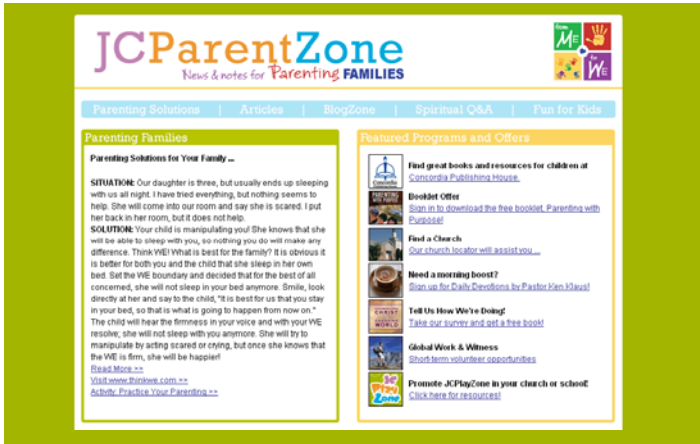 JCParentZone
News & notes for Parenting FAMILIES
ME
WE
Parenting Solutions | Articles | BlogZone | Spiritual Q&A | Fun for Kids
Parenting Families
Parenting Solutions for Your Family ...
SITUATION: Our daughter is three, but usually ends up sleeping
with us all night. I have tried everything, but nothing seems to
help. She will come into our room and say she is scared. I put
her back in her room, but it does not help.
SOLUTION: Your child is manipulating you! She knows that she
will be able to sleep with you, so nothing you do will make any
difference. Think WE! What is best for the family? It is obvious it
is better for both you and the child that she sleep in her own
bed. Set the WE boundary and decided that for the best of all
concerned, she will not sleep in your bed anymore. Smile, look
directly at her and say to the child, "It is best for us that you stay
in your bed, so that is what is going to happen from now on."
The child will hear the firmness in your voice and with your WE
resolve; she will not sleep with you anymore. She will try to
manipulate by acting scared or crying, but once she knows that
the WE is firm, she will be happier!
Read More >>
Visit www.thinkwe.com >>
Activity: Practice Your Parenting >>
Featured Programs and Offers
Concordia
Find great books and resources for children at
Concordia Publishing House.
PARENTING
Booklet Offer
Sign in to download the free booklet, Parenting with
Purpose!
Find a Church
Our church locator will assist you ...
Need a morning boost?
Sign up for Daily Devotions by Pastor Ken Klaus!
CHRIST
WORLD
Tell Us How We're Doing!
Take our survey and get a free book!
Global Work & Witness
Short-term volunteer opportunities
JC
Play
Zone
Promote JCPlayZone in your church or school!
Click here for resources!